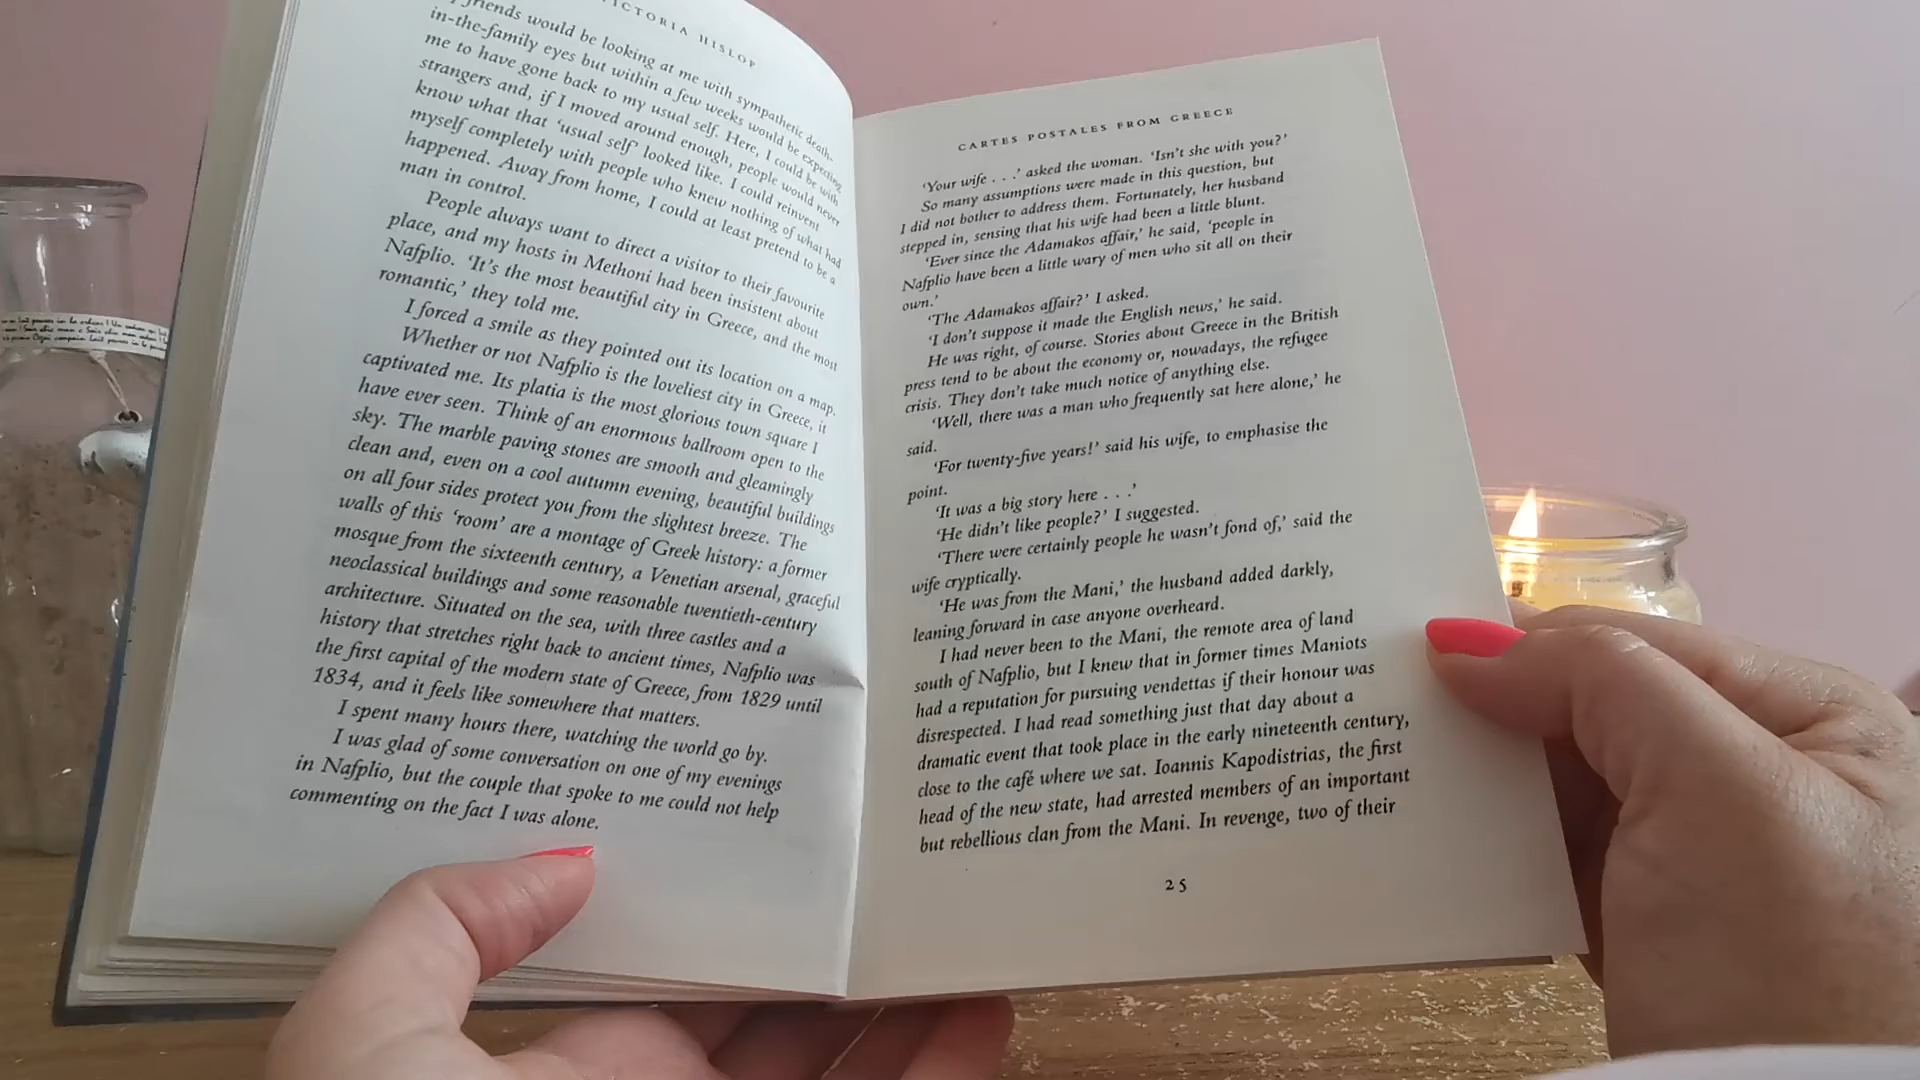 VICTORIA HISLOP
friends would be looking at me with sympathetic death-
in-the-family eyes but within a few weeks would be expecting
me to have gone back to my usual self. Here, I could be with
strangers and, if I moved around enough, people would never
know what that ‘usual self’ looked like. I could reinvent
myself completely with people who knew nothing of what had
happened. Away from home, I could at least pretend to be a
man in control.
People always want to direct a visitor to their favourite
place, and my hosts in Methoni had been insistent about
Nafplio. ‘It’s the most beautiful city in Greece, and the most
romantic,’ they told me.
I forced a smile as they pointed out its location on a map.
Whether or not Nafplio is the loveliest city in Greece, it
captivated me. Its platia is the most glorious town square I
have ever seen. Think of an enormous ballroom open to the
sky. The marble paving stones are smooth and gleamingly
clean and, even on a cool autumn evening, beautiful buildings
on all four sides protect you from the slightest breeze. The
walls of this ‘room’ are a montage of Greek history: a former
mosque from the sixteenth century, a Venetian arsenal, graceful
neoclassical buildings and some reasonable twentieth-century
architecture. Situated on the sea, with three castles and a
history that stretches right back to ancient times, Nafplio was
the first capital of the modern state of Greece, from 1829 until
1834, and it feels like somewhere that matters.
I spent many hours there, watching the world go by.
I was glad of some conversation on one of my evenings
in Nafplio, but the couple that spoke to me could not help
commenting on the fact I was alone.
CARTES POSTALES FROM GREECE
‘Your wife . . .’ asked the woman. ‘Isn’t she with you?’
So many assumptions were made in this question, but
I did not bother to address them. Fortunately, her husband
stepped in, sensing that his wife had been a little blunt.
‘Ever since the Adamakos affair,’ he said, ‘people in
Nafplio have been a little wary of men who sit all on their
own.’
‘The Adamakos affair?’ I asked.
‘I don’t suppose it made the English news,’ he said.
He was right, of course. Stories about Greece in the British
press tend to be about the economy or, nowadays, the refugee
crisis. They don’t take much notice of anything else.
‘Well, there was a man who frequently sat here alone,’ he
said.
‘For twenty-five years!’ said his wife, to emphasise the
point.
‘It was a big story here . . .’
‘He didn’t like people?’ I suggested.
‘There were certainly people he wasn’t fond of,’ said the
wife cryptically.
‘He was from the Mani,’ the husband added darkly,
leaning forward in case anyone overheard.
I had never been to the Mani, the remote area of land
south of Nafplio, but I knew that in former times Maniots
had a reputation for pursuing vendettas if their honour was
disrespected. I had read something just that day about a
dramatic event that took place in the early nineteenth century,
close to the café where we sat. Ioannis Kapodistrias, the first
head of the new state, had arrested members of an important
but rebellious clan from the Mani. In revenge, two of their
25